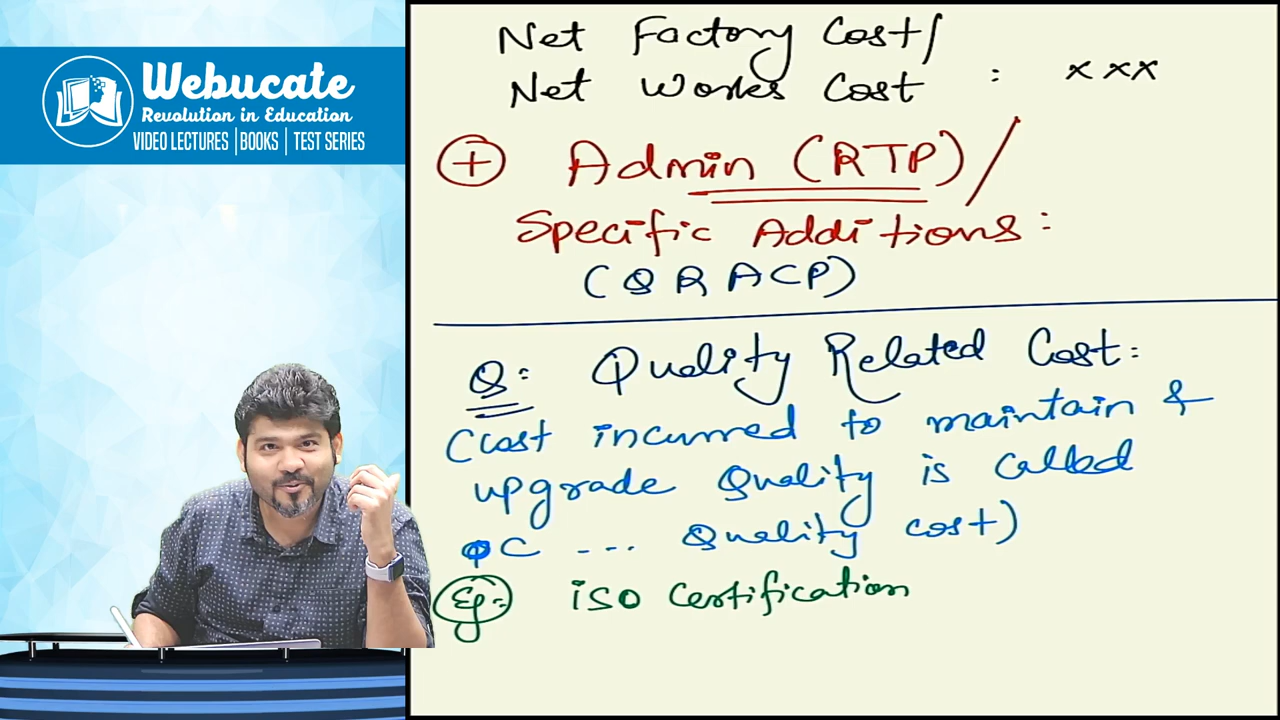 Webucate
Revolution in Education
VIDEO LECTURES | BOOKS | TEST SERIES
Net Factory Cost/
Net Works Cost : xxx
+ Admin (RTP)/
Specific Additions:
(QRACP)
Q: Quality Related Cost:
(Cost incurred to maintain &
upgrade Quality is called
QC ... Quality cost)
Eg:- ISO Certification